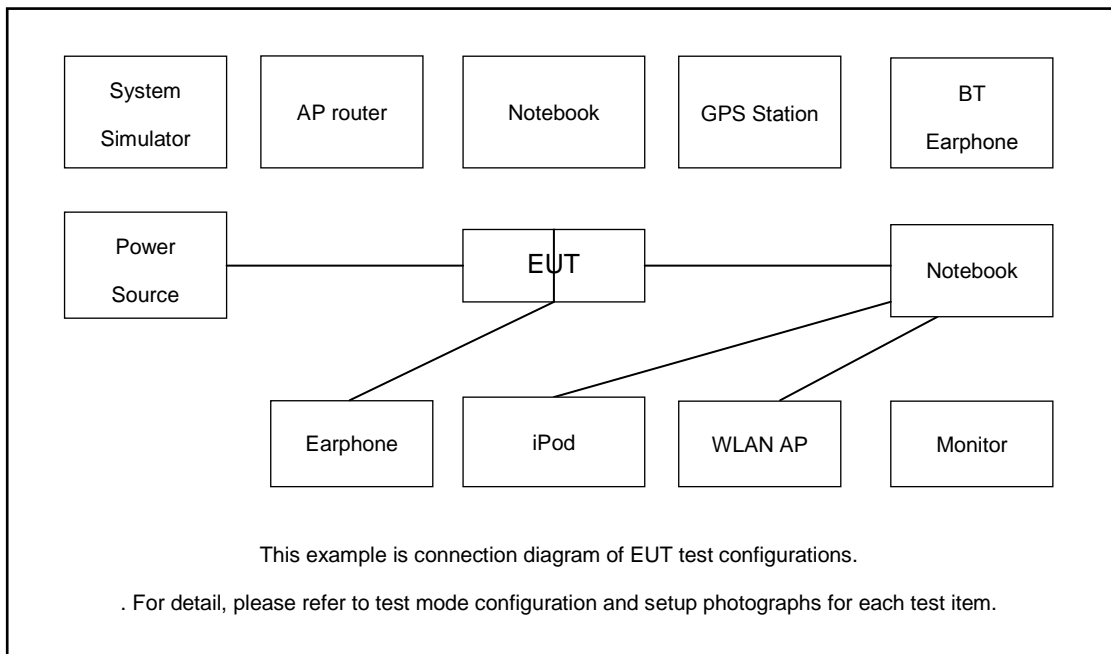 System
Simulator
AP router
Notebook
GPS Station
BT
Earphone
Power
Source
EUT
Notebook
Earphone
iPod
WLAN AP
Monitor
This example is connection diagram of EUT test configurations.
. For detail, please refer to test mode configuration and setup photographs for each test item.